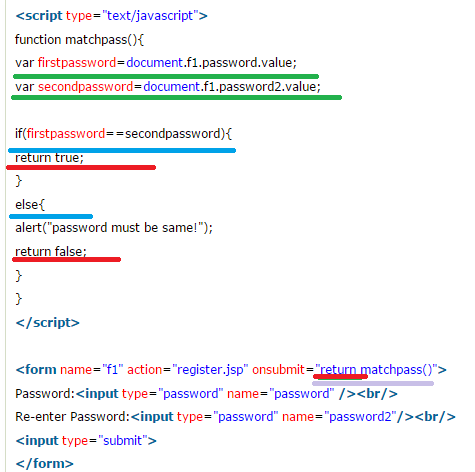 <script type="text/javascript">
function matchpass(){
var firstpassword=document.f1.password.value;
var secondpassword=document.f1.password2.value;
if(firstpassword==secondpassword){
return true;
}
else{
alert("password must be same!");
return false;
}
}
</script>
<form name="f1" action="register.jsp" onsubmit="return matchpass()">
Password:<input type="password" name="password" /><br/>
Re-enter Password:<input type="password" name="password2"/><br/>
<input type="submit">
</form>